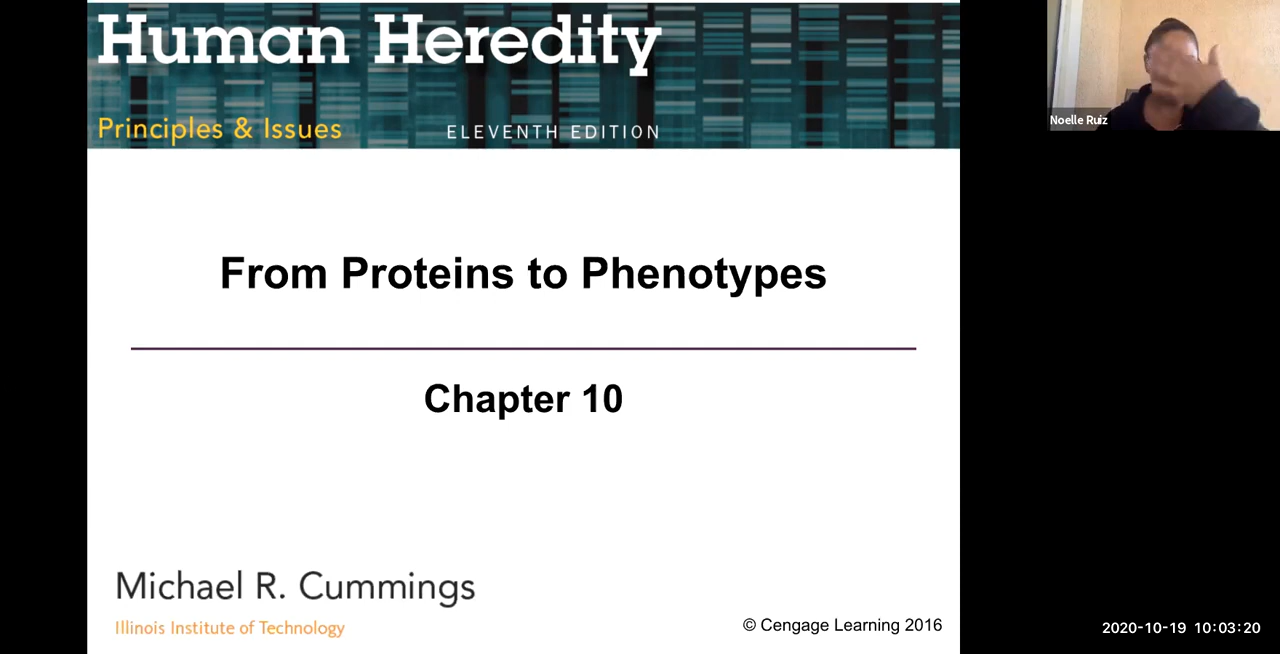 Human Heredity
Principles & Issues
ELEVENTH EDITION
Noelle Ruiz
From Proteins to Phenotypes
Chapter 10
Michael R. Cummings
Illinois Institute of Technology
© Cengage Learning 2016
2020-10-19 10:03:20